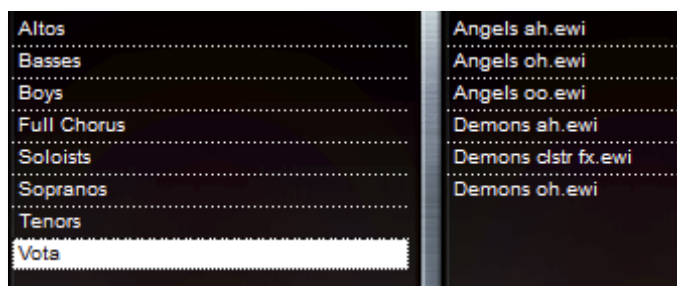 Altos
Basses
Boys
Full Chorus
Soloists
Sopranos
Tenors
Vota
Angels ah.ewi
Angels oh.ewi
Angels oo.ewi
Demons ah.ewi
Demons clstr fx.ewi
Demons oh.ewi